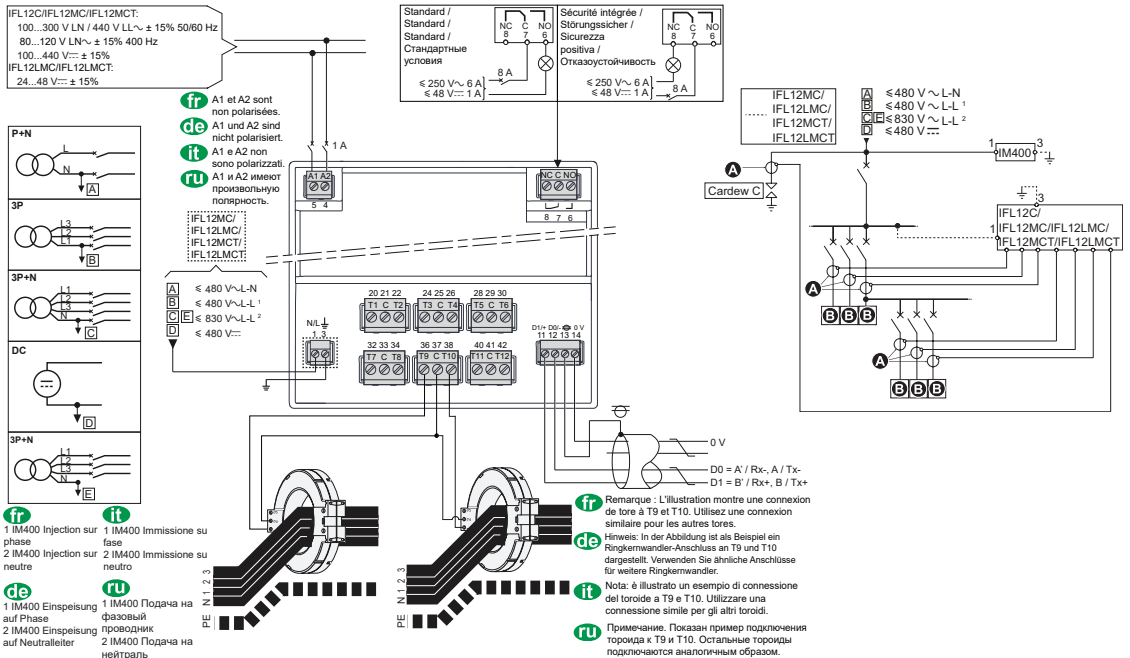 IFL12C/IFL12MC/IFL12MCT:
100...300 V LN / 440 V LL∼ ± 15% 50/60 Hz
80...120 V LN∼ ± 15% 400 Hz
100...440 V⎓ ± 15%
IFL12LMC/IFL12LMCT:
24...48 V⎓ ± 15%
Standard /
Standard /
Standard /
Стандартные
условия
NC C NO
8 7 6
8 A
≤ 250 V∼ 6 A
≤ 48 V⎓ 1 A
Sécurité intégrée /
Störungssicher /
Sicurezza
positiva /
Отказоустойчивость
NC C NO
8 7 6
≤ 250 V∼ 6 A
≤ 48 V⎓ 1 A
8 A
fr
A1 et A2 sont
non polarisées.
de
A1 und A2 sind
nicht polarisiert.
it
A1 e A2 non
sono polarizzati.
ru
A1 и A2 имеют
произвольную
полярность.
1 A
A1 A2
5 4
NC C NO
8 7 6
IFL12MC/
IFL12LMC/
IFL12MCT/
IFL12LMCT
A ≤ 480 V∼L-N
B ≤ 480 V∼L-L 1
C E ≤ 830 V∼L-L 2
D ≤ 480 V⎓
N/L
1 3
20 21 22
T1 C T2
24 25 26
T3 C T4
28 29 30
T5 C T6
32 33 34
T7 C T8
36 37 38
T9 C T10
40 41 42
T11 C T12
D1/+ D0/- 0 V
11 12 13 14
0 V
D0 = A' / Rx-, A / Tx-
D1 = B' / Rx+, B / Tx+
P+N
L
N
A
3P
L3
L2
L1
B
3P+N
L1
L2
L3
N
C
DC
D
3P+N
L1
L2
L3
N
E
fr
1 IM400 Injection sur
phase
2 IM400 Injection sur
neutre
it
1 IM400 Immissione su
fase
2 IM400 Immissione su
neutro
de
1 IM400 Einspeisung
auf Phase
2 IM400 Einspeisung
auf Neutralleiter
ru
1 IM400 Подача на
фазовый
проводник
2 IM400 Подача на
нейтраль
PE N 1 2 3
PE N 1 2 3
fr
Remarque : L'illustration montre une connexion
de tore à T9 et T10. Utilisez une connexion
similaire pour les autres tores.
de
Hinweis: In der Abbildung ist als Beispiel ein
Ringkernwandler-Anschluss an T9 und T10
dargestellt. Verwenden Sie ähnliche Anschlüsse
für weitere Ringkernwandler.
it
Nota: è illustrato un esempio di connessione
del toroide a T9 e T10. Utilizzare una
connessione simile per gli altri toroidi.
ru
Примечание. Показан пример подключения
тороида к T9 и T10. Остальные тороиды
подключаются аналогичным образом.
IFL12MC/
IFL12LMC/
IFL12MCT/
IFL12LMCT
A ≤480 V ∼ L-N
B ≤480 V ∼ L-L 1
C E ≤830 V ∼ L-L 2
D ≤480 V ⎓
1 IM400 3
A
Cardew C
3
IFL12C/
1 IFL12MC/IFL12LMC/
IFL12MCT/IFL12LMCT
A
B B B
A
B B B